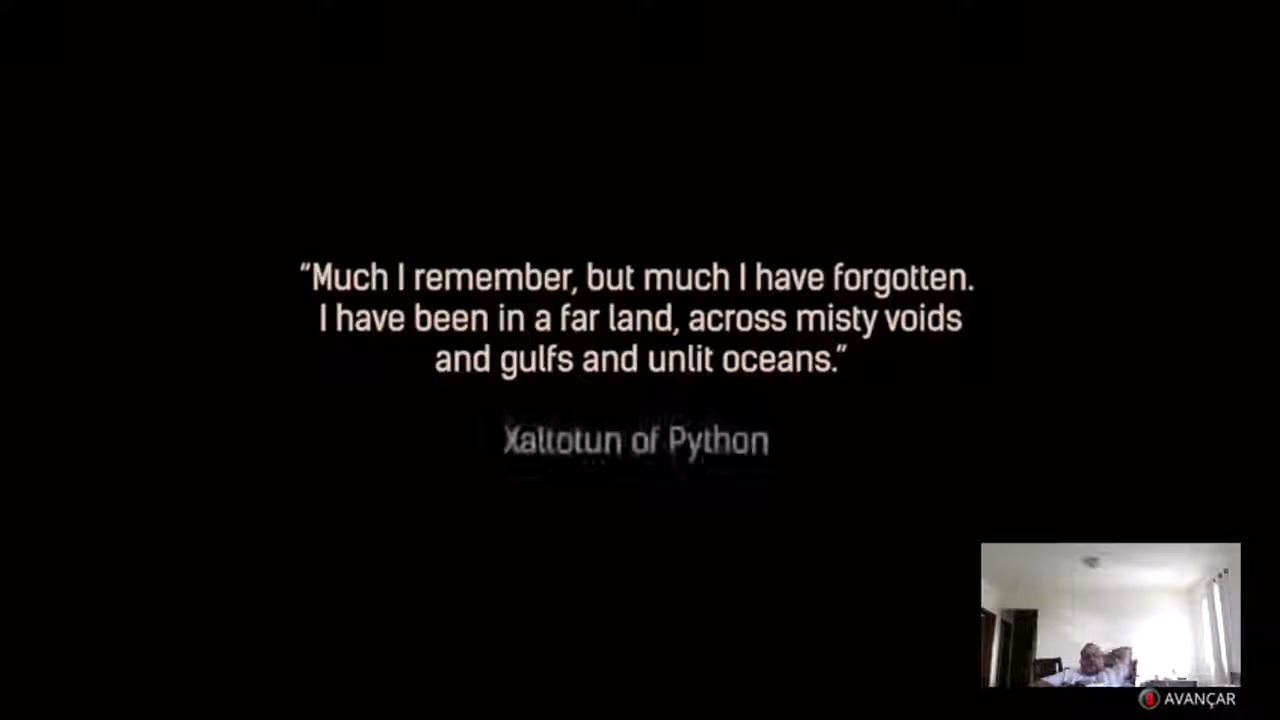 “Much I remember, but much I have forgotten.
I have been in a far land, across misty voids
and gulfs and unlit oceans.”
Xaltotun of Python
B AVANÇAR